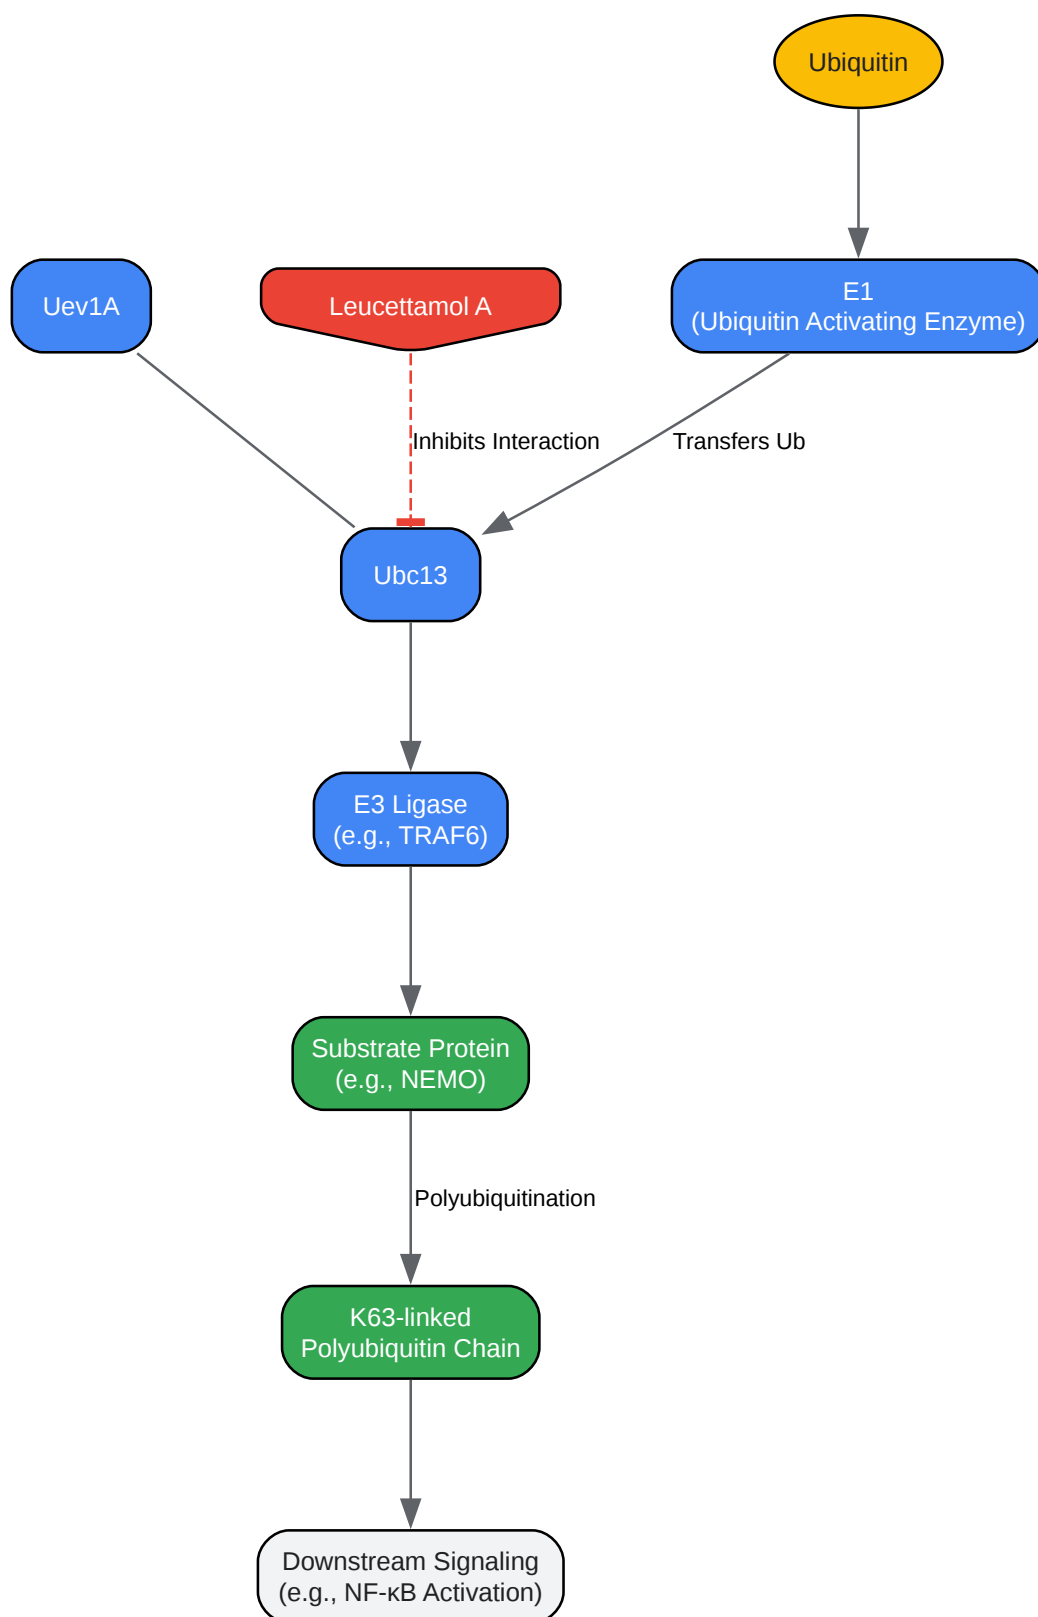 Ubiquitin
Uev1A
Leucettamol A
E1
(Ubiquitin Activating Enzyme)
Inhibits Interaction
Transfers Ub
Ubc13
E3 Ligase
(e.g., TRAF6)
Substrate Protein
(e.g., NEMO)
Polyubiquitination
K63-linked
Polyubiquitin Chain
Downstream Signaling
(e.g., NF-κB Activation)